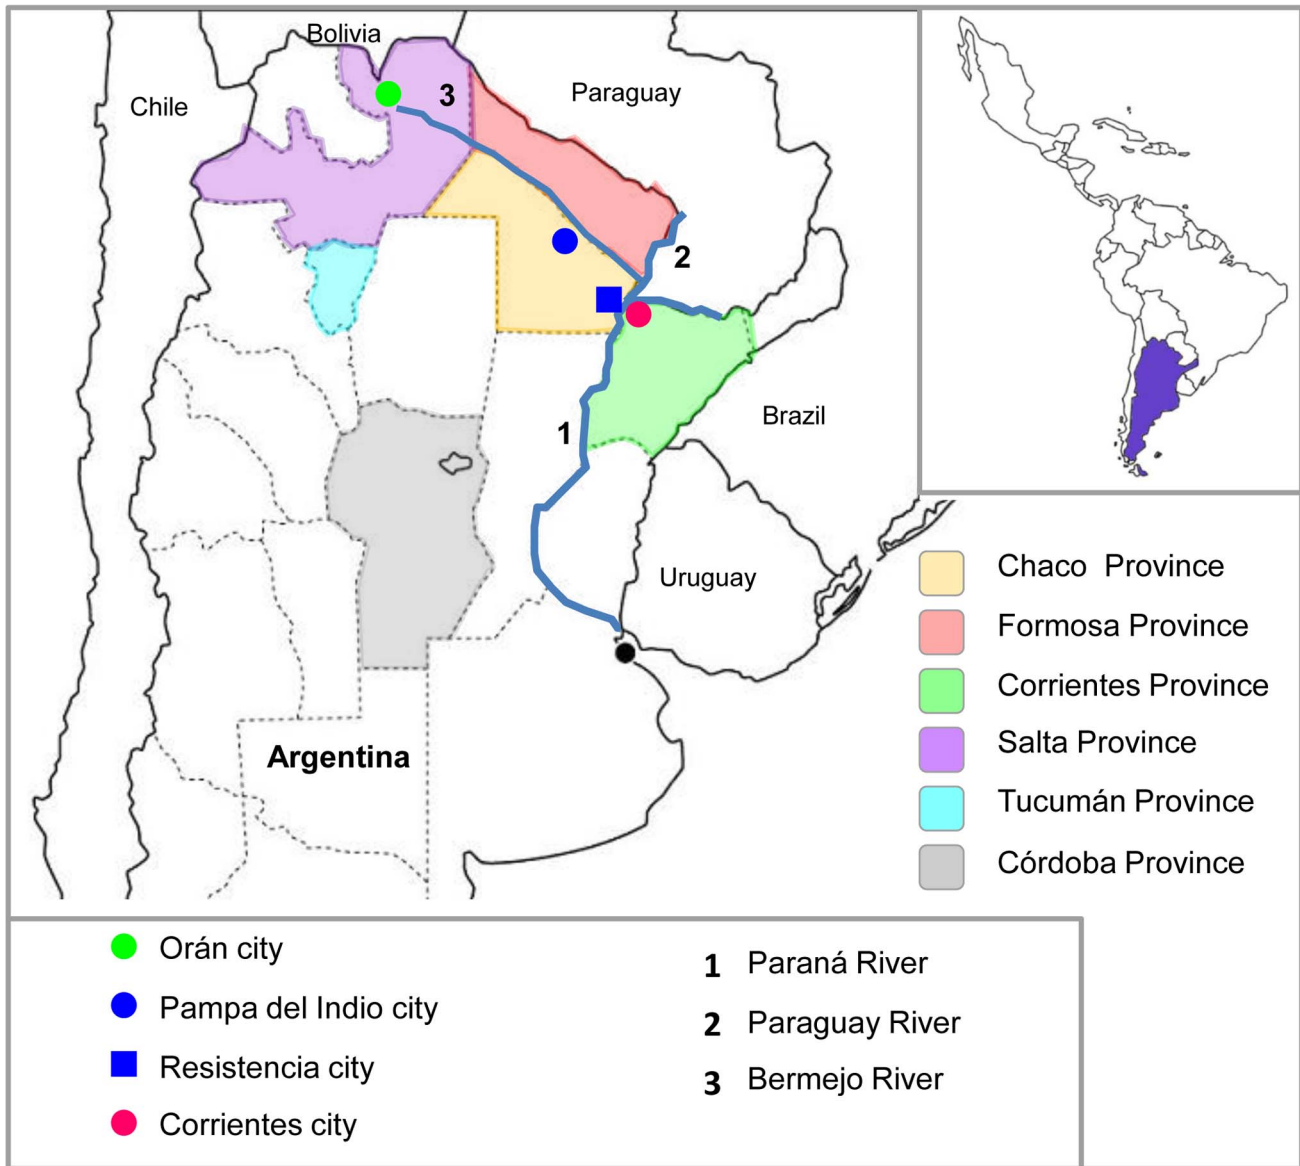 Bolivia
Chile
3
Paraguay
2
Brazil
1
Uruguay
Argentina
Chaco Province
Formosa Province
Corrientes Province
Salta Province
Tucumán Province
Córdoba Province
Orán city
Pampa del Indio city
Resistencia city
Corrientes city
1 Paraná River
2 Paraguay River
3 Bermejo River